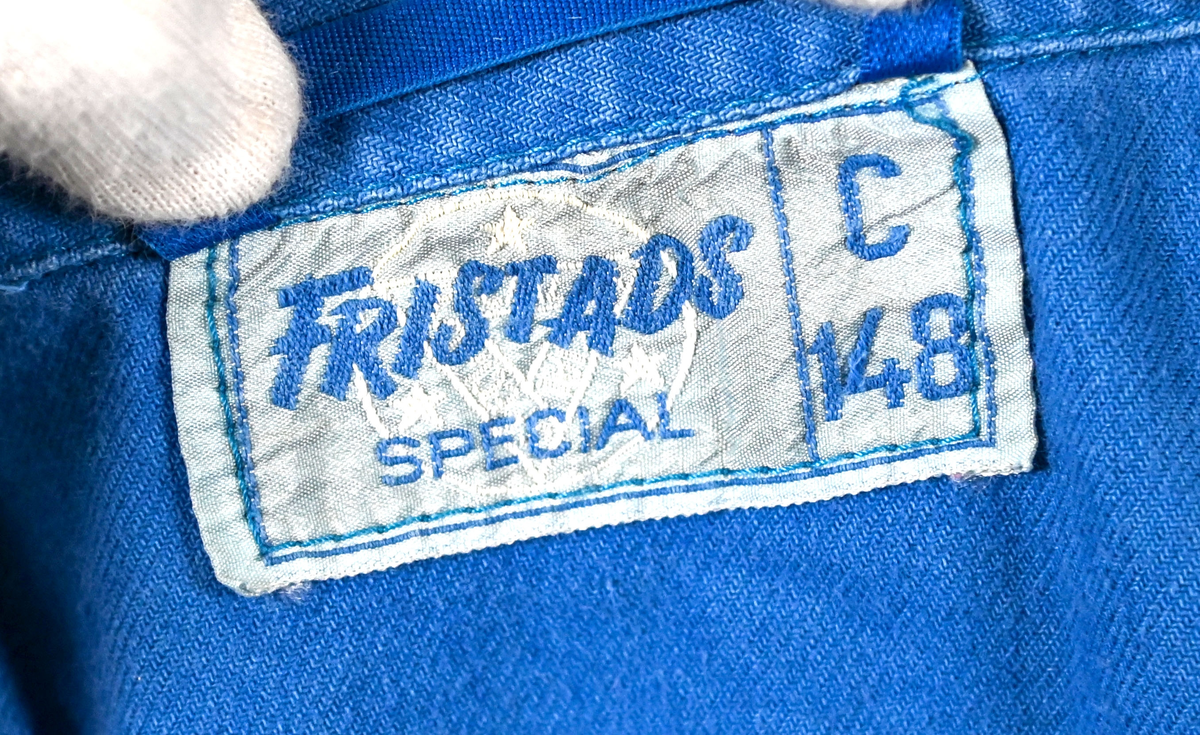 FRISTADS
SPECIAL
C
148